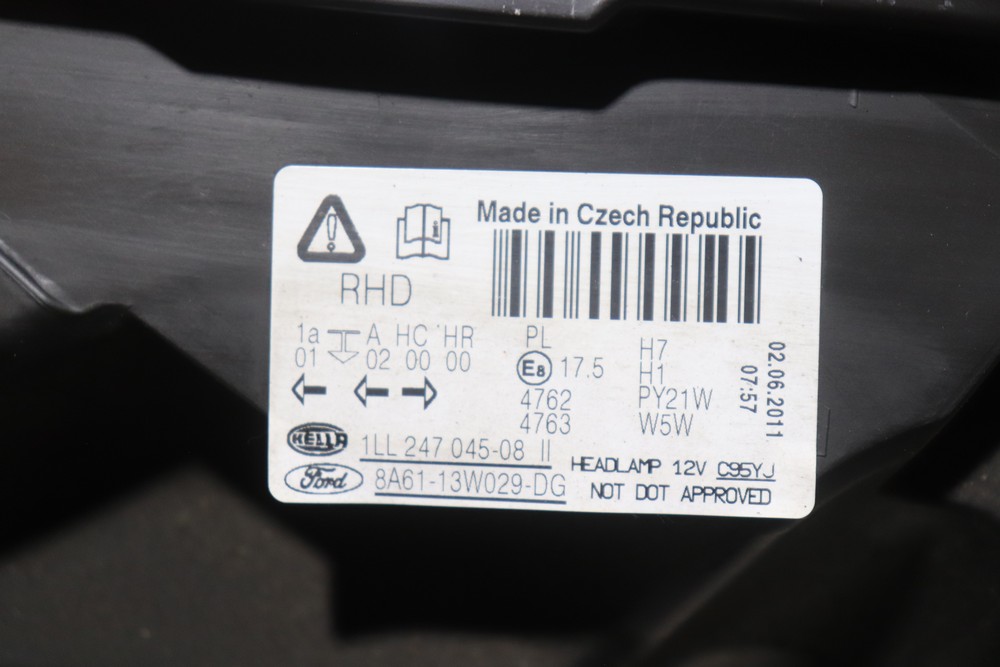 Made in Czech Republic
RHD
1a A HC HR PL
01 02 00 00
E8 17.5
4762
4763
H7
H1
PY21W
W5W
02.06.2011
07:57
HELLA 1LL 247 045-08 II
Ford 8A61-13W029-DG
HEADLAMP 12V C95YJ
NOT DOT APPROVED